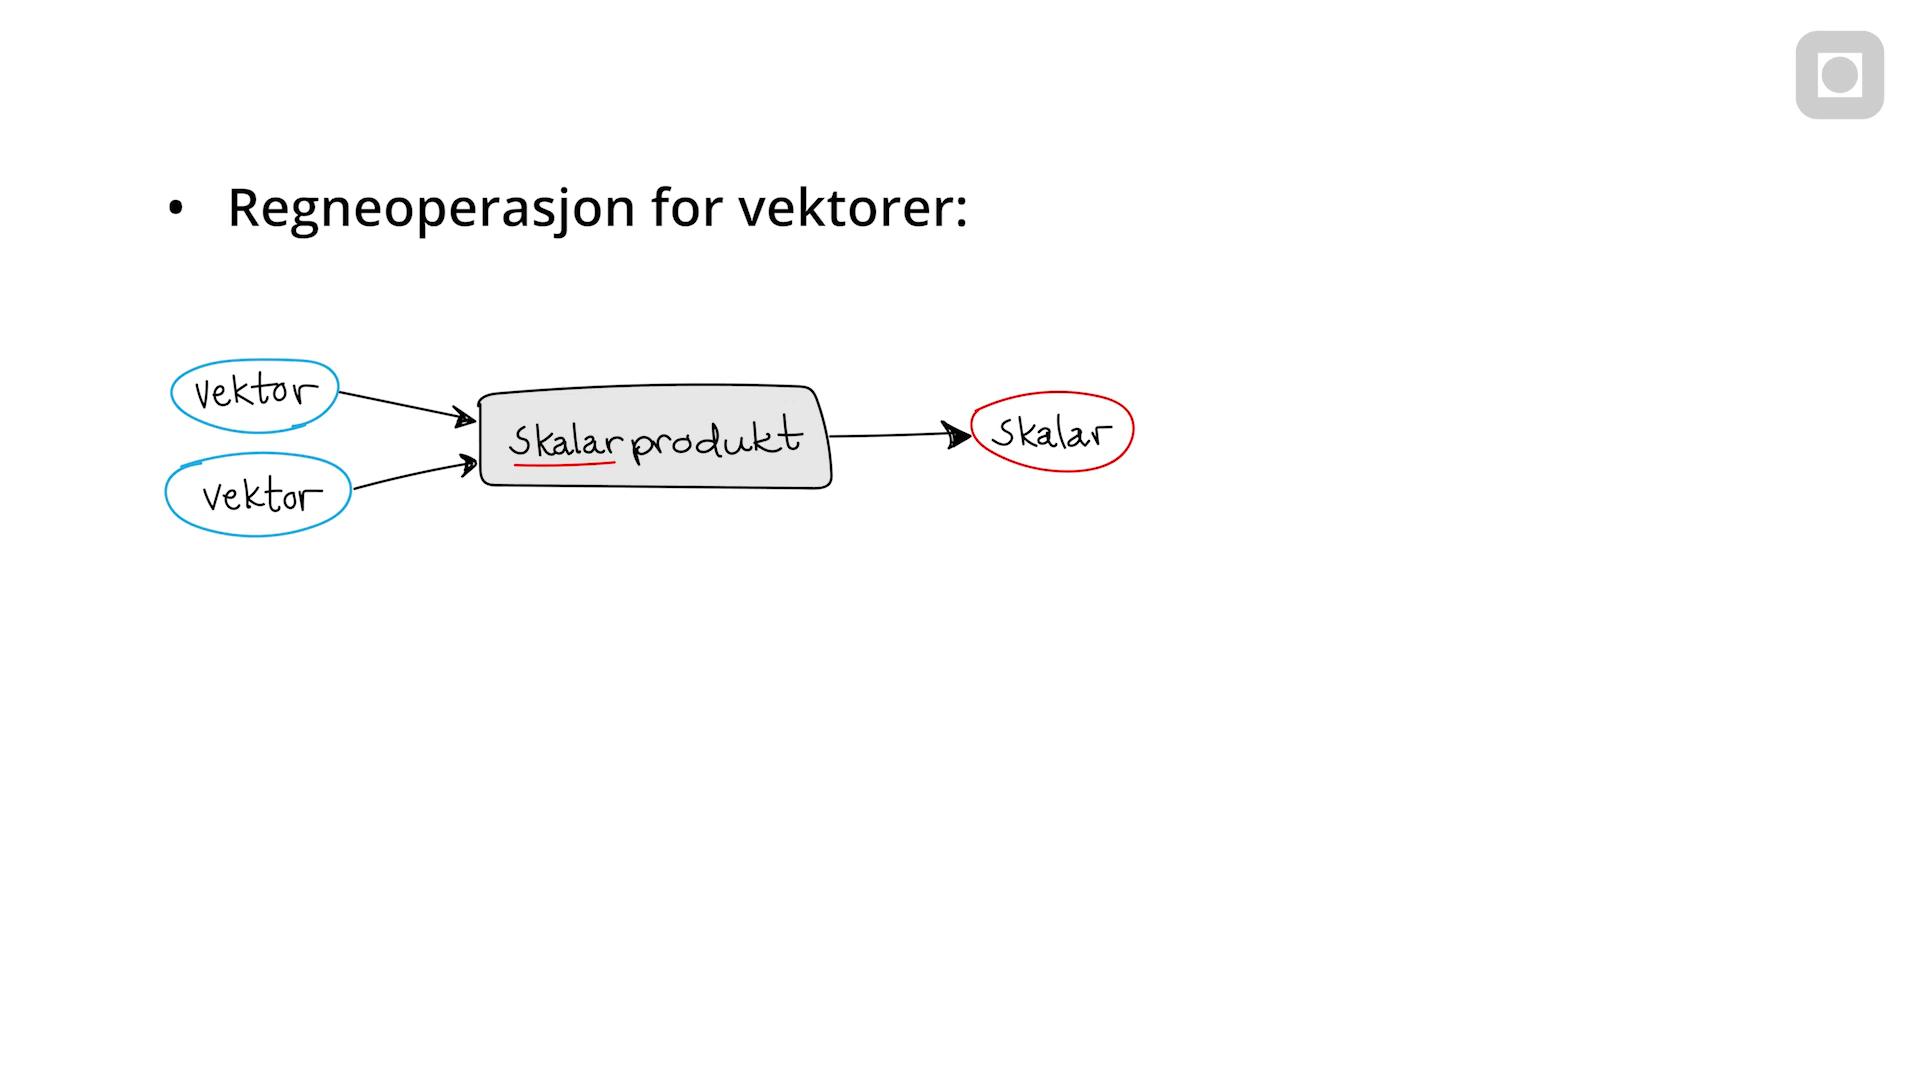 • Regneoperasjon for vektorer:
vektor
vektor
skalarprodukt
skalar